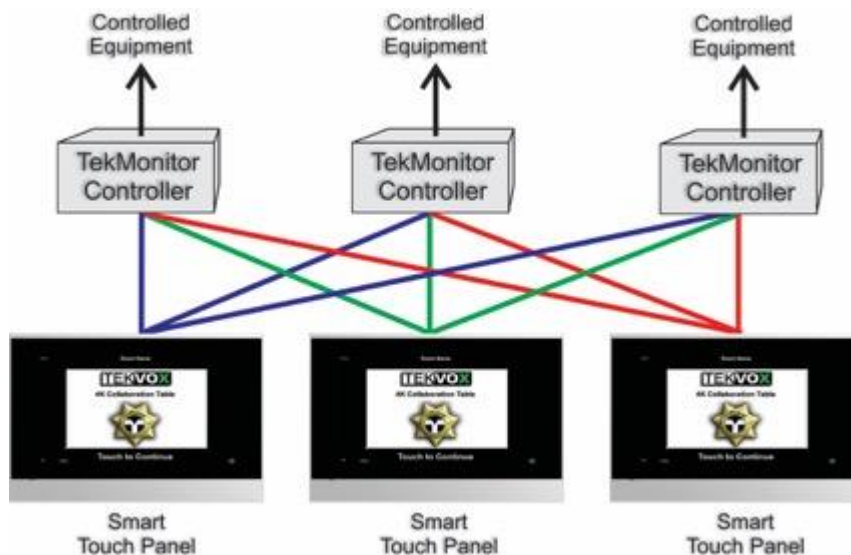 Controlled
Equipment
Controlled
Equipment
Controlled
Equipment
TekMonitor
Controller
TekMonitor
Controller
TekMonitor
Controller
TEKVOX
4K Collaboration Table
Touch to Continue
TEKVOX
4K Collaboration Table
Touch to Continue
TEKVOX
4K Collaboration Table
Touch to Continue
Smart
Touch Panel
Smart
Touch Panel
Smart
Touch Panel